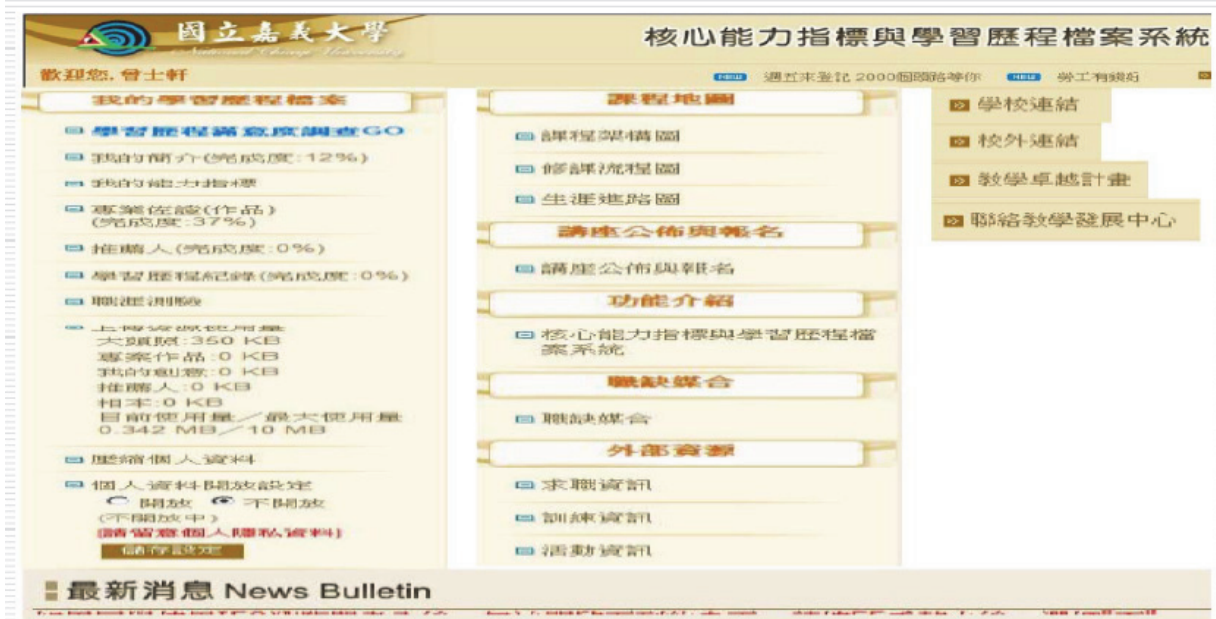 國立嘉義大學
National Chiayi University
核心能力指標與學習歷程檔案系統
歡迎您, 曾士軒
NEW 週五來登記 2000個
NEW 勞工有
我的學習歷程檔案
學習歷程滿意度調查GO
我的簡介(完成度:12%)
我的能力指標
專業佐證(作品)
(完成度:37%)
推薦人(完成度:0%)
學習歷程紀錄(完成度:0%)
職涯測驗
上傳資源使用量
大頭照:350 KB
專案作品:0 KB
我的創意:0 KB
推薦人:0 KB
相本:0 KB
目前使用量／最大使用量
0.342 MB／10 MB
壓縮個人資料
個人資料開放設定
開放 不開放
(不開放中)
(請留意個人隱私資料)
儲存設定
課程地圖
課程架構圖
修課流程圖
生涯進路圖
講座公佈與報名
講座公佈與報名
功能介紹
核心能力指標與學習歷程檔
案系統
職缺媒合
職缺媒合
外部資源
求職資訊
訓練資訊
活動資訊
學校連結
校外連結
教學卓越計畫
聯絡教學發展中心
最新消息 News Bulletin